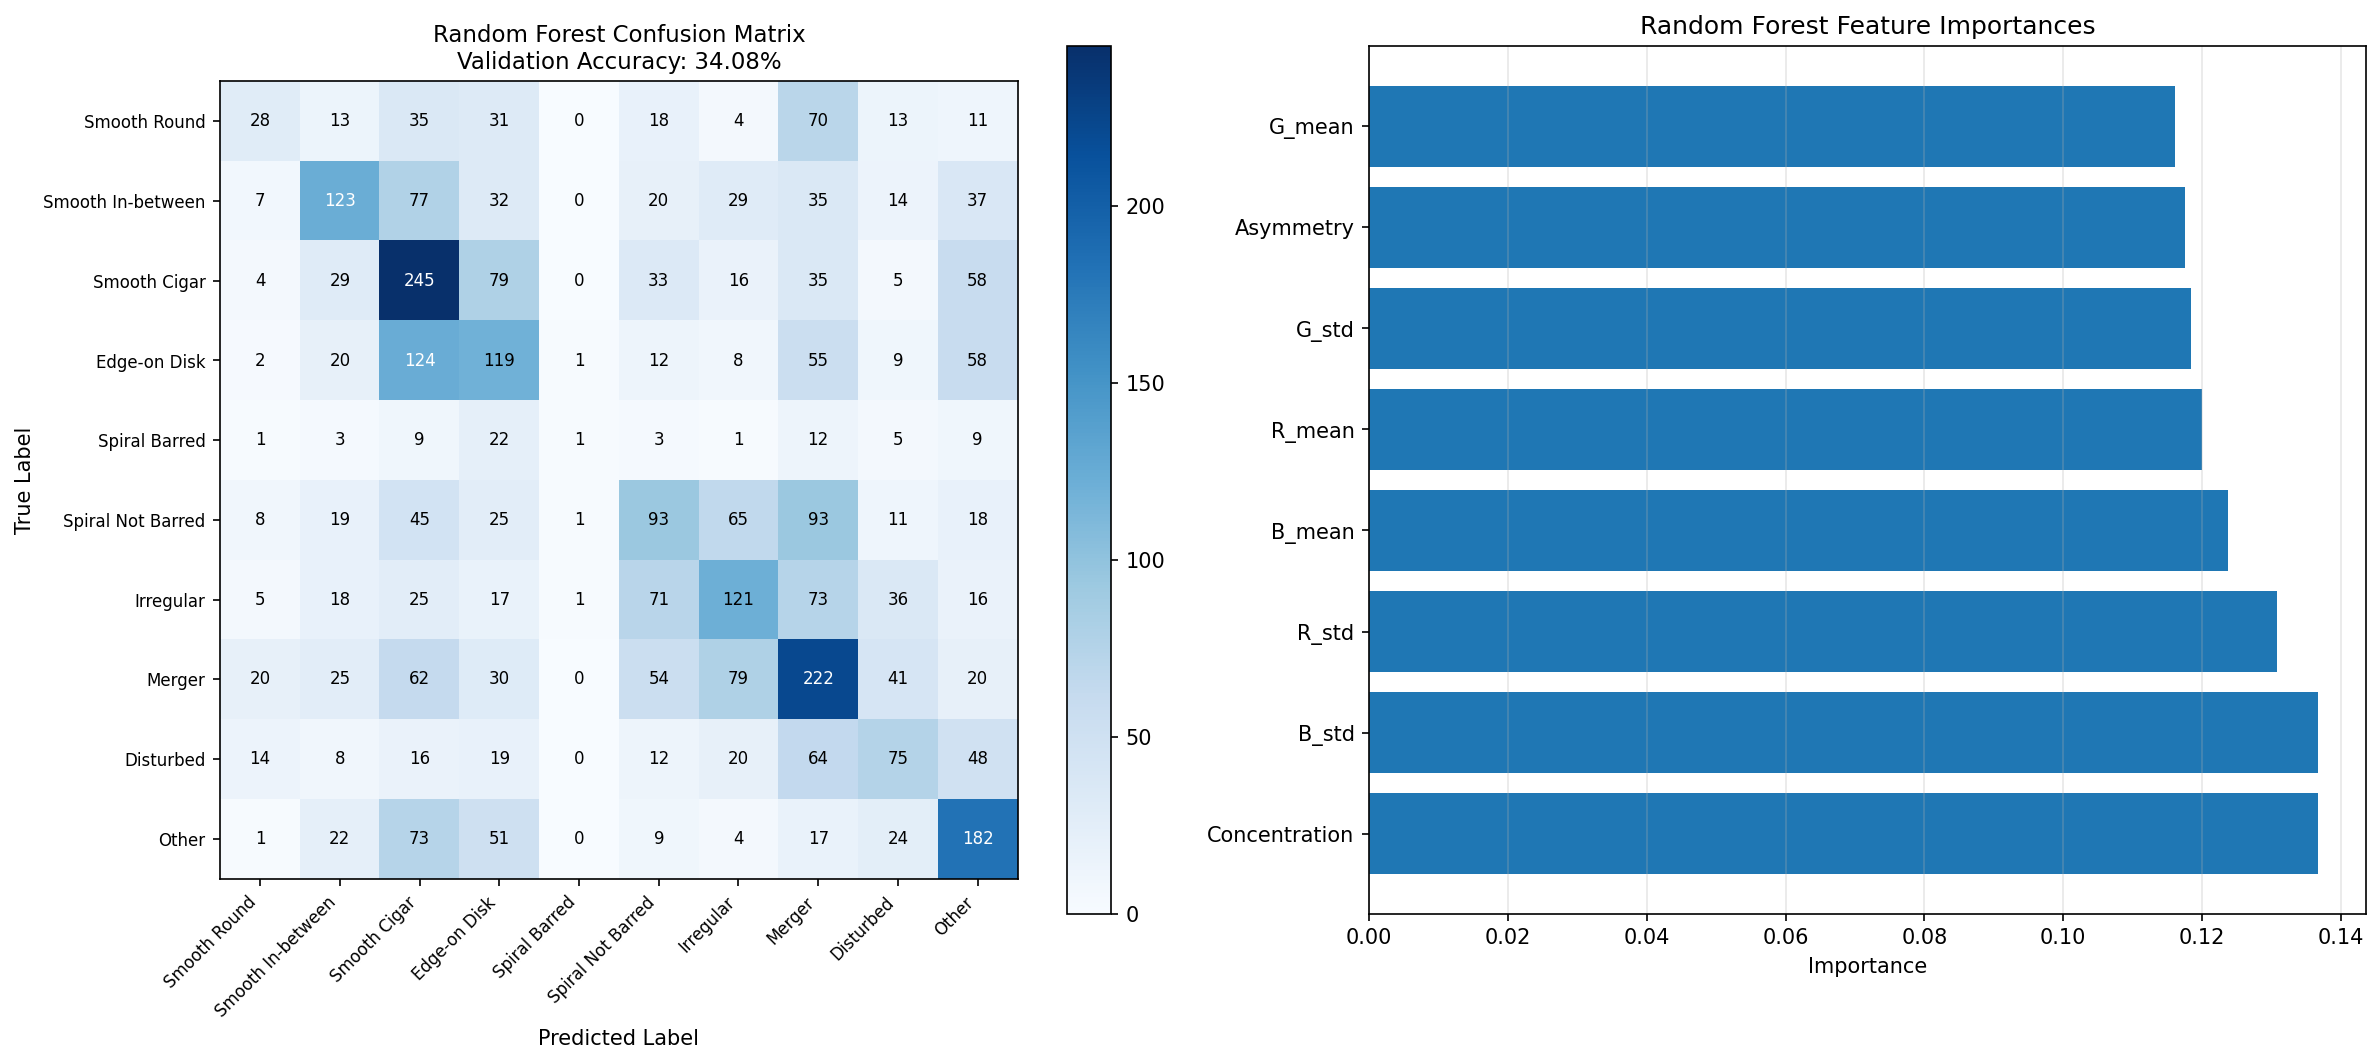 Random Forest Confusion Matrix
Validation Accuracy: 34.08%
True Label
Smooth Round 28 13 35 31 0 18 4 70 13 11
Smooth In-between 7 123 77 32 0 20 29 35 14 37
Smooth Cigar 4 29 245 79 0 33 16 35 5 58
Edge-on Disk 2 20 124 119 1 12 8 55 9 58
Spiral Barred 1 3 9 22 1 3 1 12 5 9
Spiral Not Barred 8 19 45 25 1 93 65 93 11 18
Irregular 5 18 25 17 1 71 121 73 36 16
Merger 20 25 62 30 0 54 79 222 41 20
Disturbed 14 8 16 19 0 12 20 64 75 48
Other 1 22 73 51 0 9 4 17 24 182
Smooth Round
Smooth In-between
Smooth Cigar
Edge-on Disk
Spiral Barred
Spiral Not Barred
Irregular
Merger
Disturbed
Other
Predicted Label
200
150
100
50
0
Random Forest Feature Importances
G_mean
Asymmetry
G_std
R_mean
B_mean
R_std
B_std
Concentration
0.00 0.02 0.04 0.06 0.08 0.10 0.12 0.14
Importance